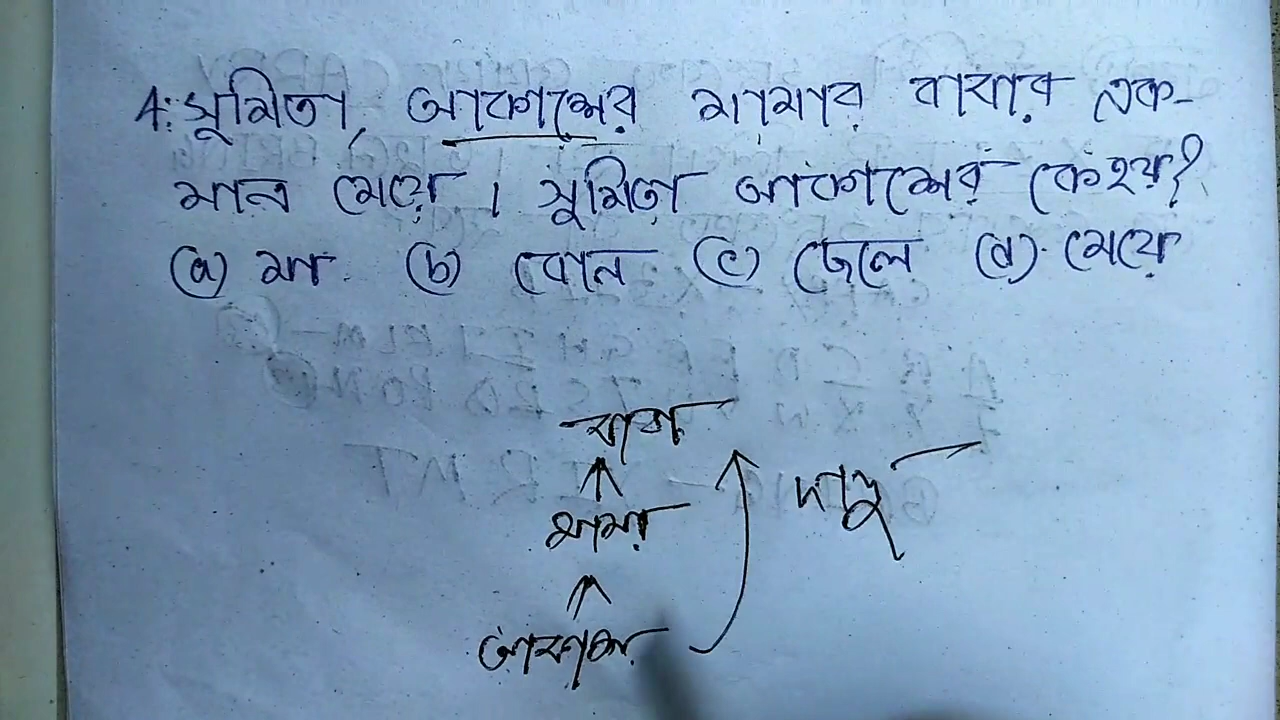 4: সুমিতা, আকাশের মামার বাবার এক-
মাত্র মেয়ে । সুমিতা আকাশের কে হয়?
(a) মা (b) বোন (c) ছেলে (d) মেয়ে
বাবা
মামা
দাদু
আকাশ